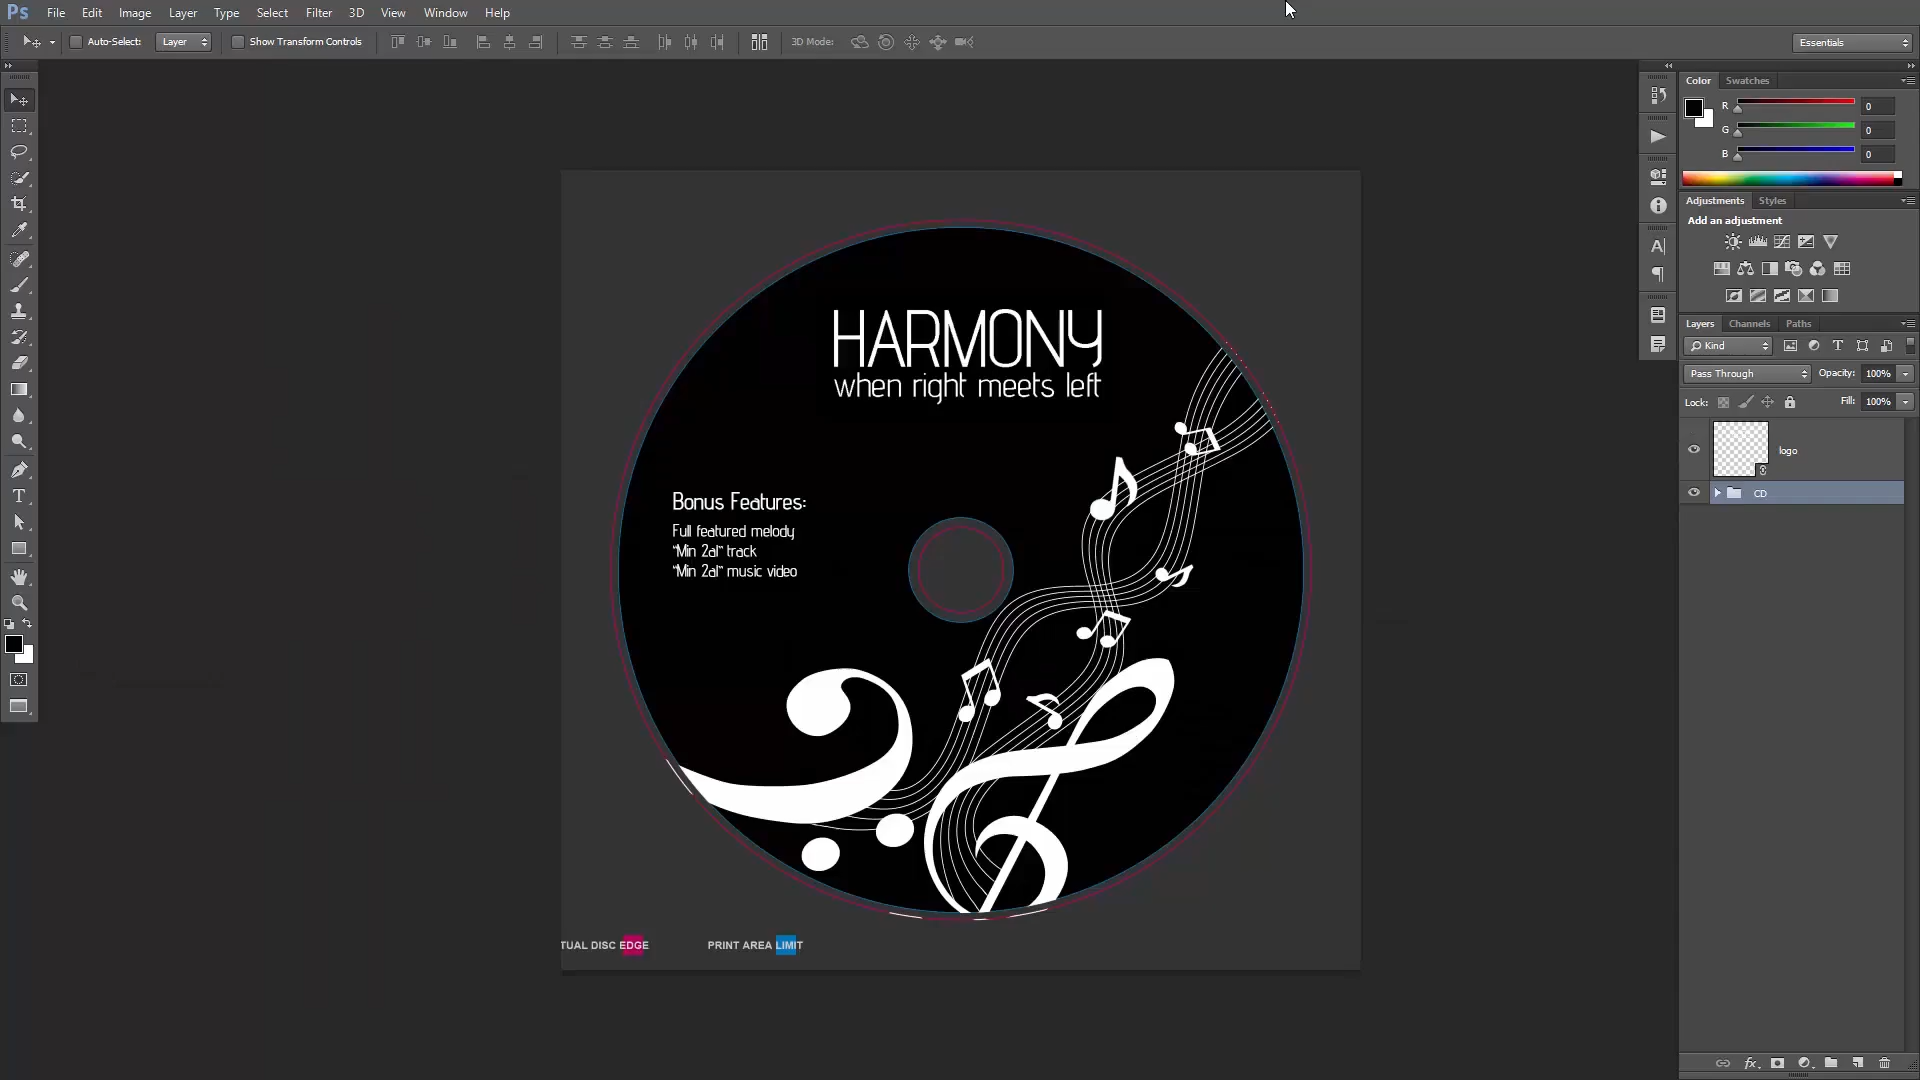 Ps File Edit Image Layer Type Select Filter 3D View Window Help
Auto-Select: Layer Show Transform Controls 3D Mode: Essentials
Color Swatches
R 0
G 0
B 0
Adjustments Styles
Add an adjustment
Layers Channels Paths
Kind
Pass Through Opacity: 100%
Lock: Fill: 100%
logo
CD
HARMONY
when right meets left
Bonus Features:
Full featured melody
"Min 2al" track
"Min 2al" music video
TUAL DISC EDGE PRINT AREA LIMIT